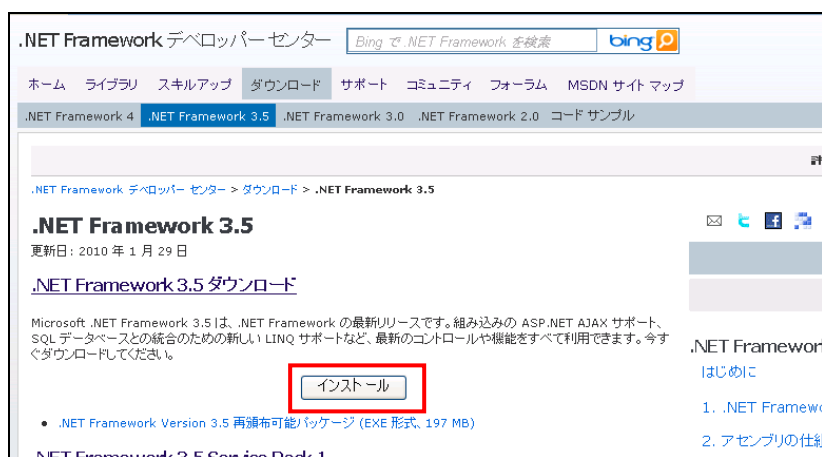 .NET Framework デベロッパー センター
Bing で .NET Framework を検索
bing
ホーム ライブラリ スキルアップ ダウンロード サポート コミュニティ フォーラム MSDN サイト マップ
.NET Framework 4 .NET Framework 3.5 .NET Framework 3.0 .NET Framework 2.0 コード サンプル
.NET Framework デベロッパー センター > ダウンロード > .NET Framework 3.5
.NET Framework 3.5
更新日: 2010 年 1 月 29 日
.NET Framework 3.5 ダウンロード
Microsoft .NET Framework 3.5 は、.NET Framework の最新リリースです。組み込みの ASP.NET AJAX サポート、
SQL データベースとの統合のための新しい LINQ サポートなど、最新のコントロールや機能をすべて利用できます。今す
ぐダウンロードしてください。
インストール
• .NET Framework Version 3.5 再頒布可能パッケージ (EXE 形式、197 MB)
.NET Framework 3.5 Service Pack 1
.NET Framewor
はじめに
1. .NET Framew
2. アセンブリの仕組